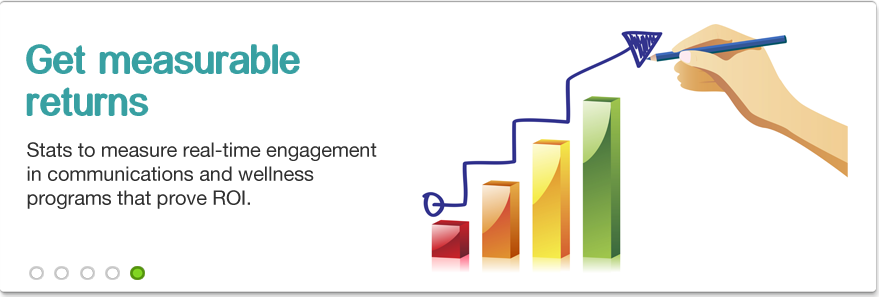 Get measurable
returns
Stats to measure real-time engagement
in communications and wellness
programs that prove ROI.